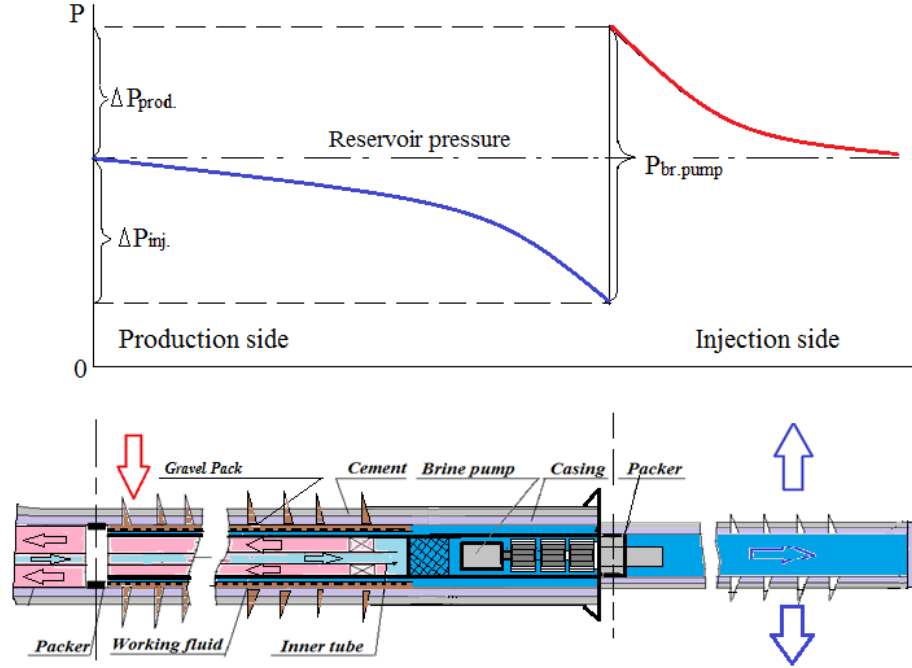 P
ΔPprod.
Reservoir pressure
Pbr.pump
ΔPinj.
Production side
Injection side
0
Gravel Pack
Cement
Brine pump
Casing
Packer
Packer
Working fluid
Inner tube